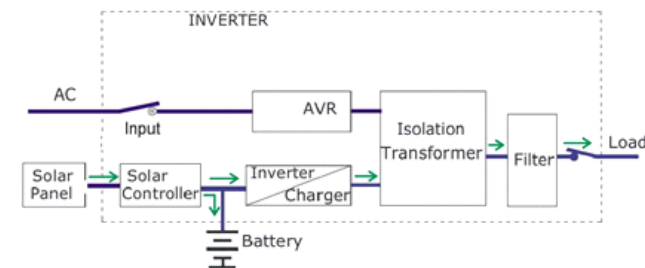 INVERTER
AC
Input
AVR
Isolation
Transformer
Filter
Load
Solar
Panel
Solar
Controller
Inverter
Charger
Battery